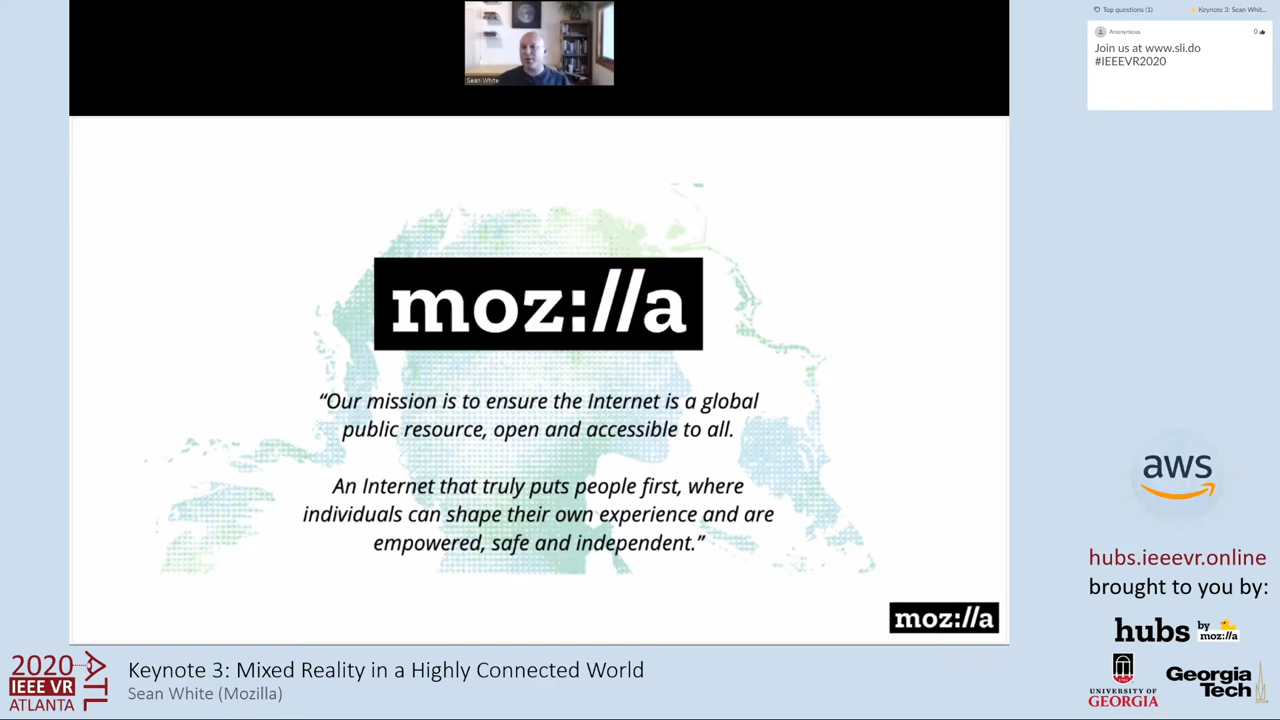 Sean White
Top questions (1)
Keynote 3: Sean Whit...
Anonymous
0
Join us at www.sli.do
#IEEEVR2020
moz://a
“Our mission is to ensure the Internet is a global
public resource, open and accessible to all.
An Internet that truly puts people first, where
individuals can shape their own experience and are
empowered, safe and independent.”
moz://a
aws
hubs.ieeevr.online
brought to you by:
hubs by moz://a
UNIVERSITY OF
GEORGIA
Georgia
Tech
2020
IEEE VR
ATLANTA
ATL
Keynote 3: Mixed Reality in a Highly Connected World
Sean White (Mozilla)